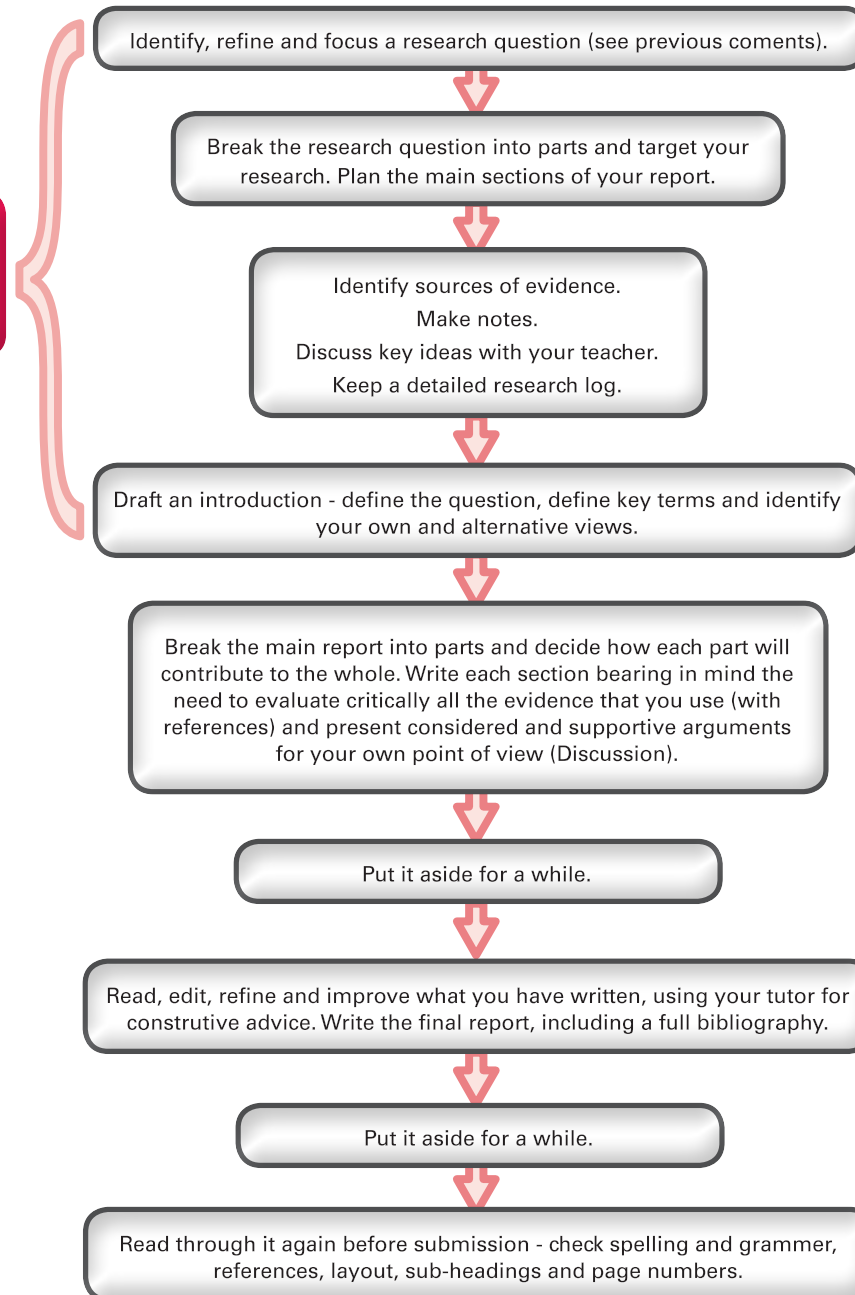 Identify, refine and focus a research question (see previous coments).
Break the research question into parts and target your
research. Plan the main sections of your report.
Identify sources of evidence.
Make notes.
Discuss key ideas with your teacher.
Keep a detailed research log.
Draft an introduction - define the question, define key terms and identify
your own and alternative views.
Break the main report into parts and decide how each part will
contribute to the whole. Write each section bearing in mind the
need to evaluate critically all the evidence that you use (with
references) and present considered and supportive arguments
for your own point of view (Discussion).
Put it aside for a while.
Read, edit, refine and improve what you have written, using your tutor for
construtive advice. Write the final report, including a full bibliography.
Put it aside for a while.
Read through it again before submission - check spelling and grammer,
references, layout, sub-headings and page numbers.